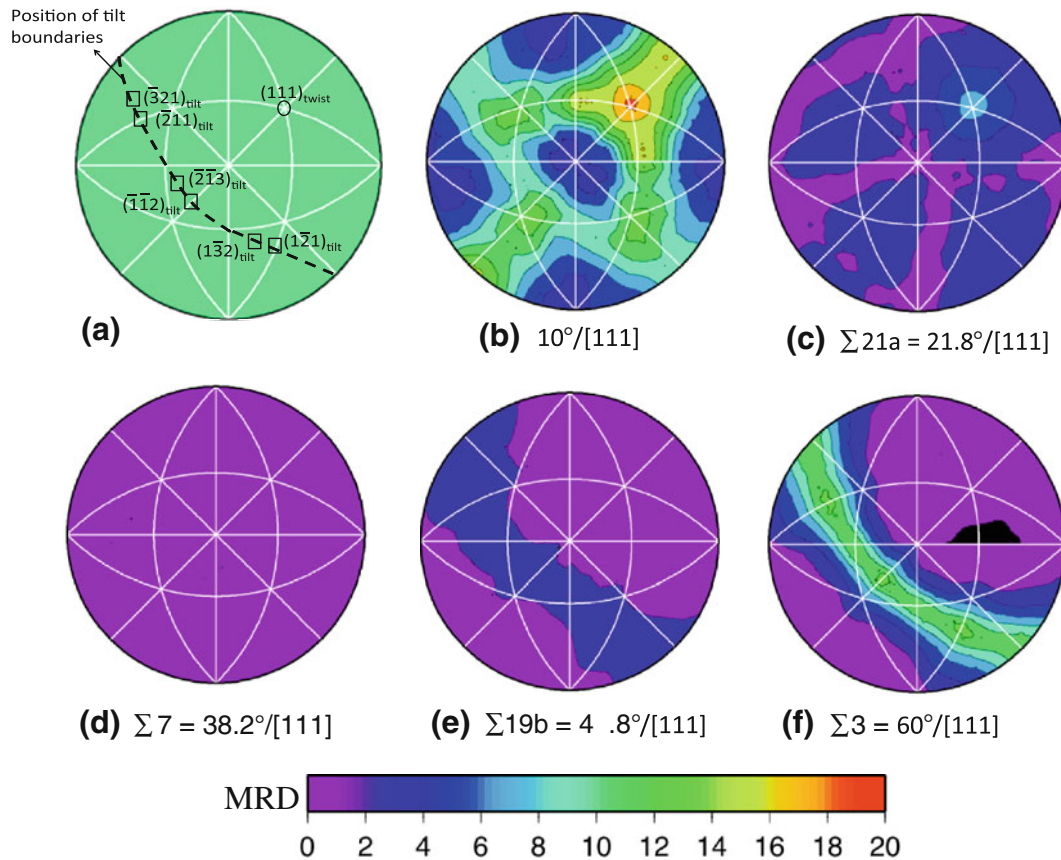 Position of tilt
boundaries
(3̄21)tilt
(2̄11)tilt
(111)twist
(2̄1̄3)tilt
(1̄1̄2)tilt
(13̄2)tilt
(12̄1)tilt
(a)
(b) 10°/[111]
(c) ∑21a = 21.8°/[111]
(d) ∑7 = 38.2°/[111]
(e) ∑19b = 4 .8°/[111]
(f) ∑3 = 60°/[111]
MRD
0 2 4 6 8 10 12 14 16 18 20